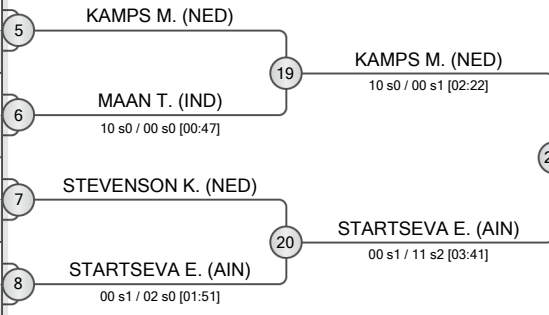 5
KAMPS M. (NED)
19
KAMPS M. (NED)
10 s0 / 00 s1 [02:22]
6
MAAN T. (IND)
10 s0 / 00 s0 [00:47]
7
STEVENSON K. (NED)
20
STARTSEVA E. (AIN)
00 s1 / 11 s2 [03:41]
8
STARTSEVA E. (AIN)
00 s1 / 02 s0 [01:51]